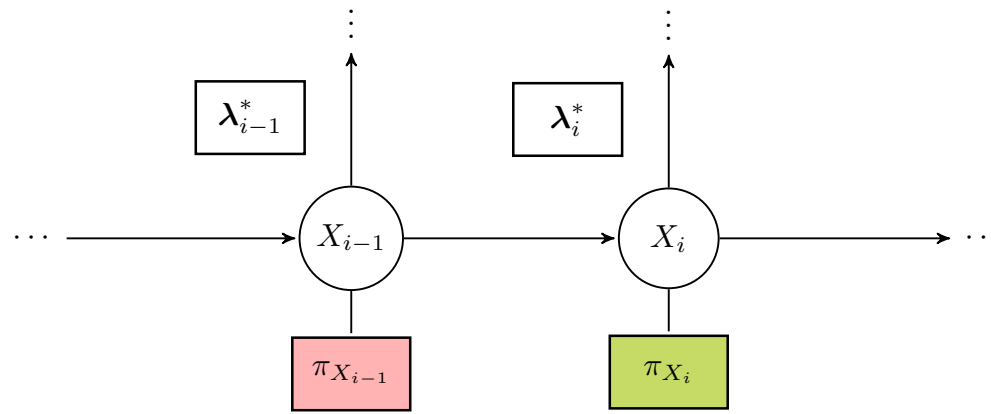 ⋮ ⋮
λ*_{i−1} λ*_i
⋯ X_{i−1} X_i ⋯
π_{X_{i−1}} π_{X_i}